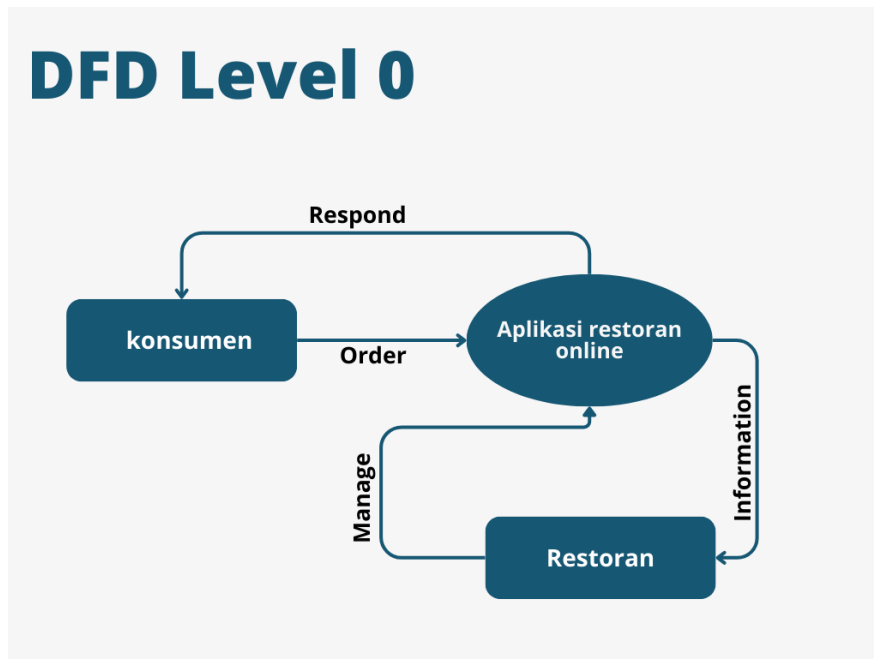 DFD Level 0
Respond
konsumen
Order
Aplikasi restoran
online
Manage
Information
Restoran